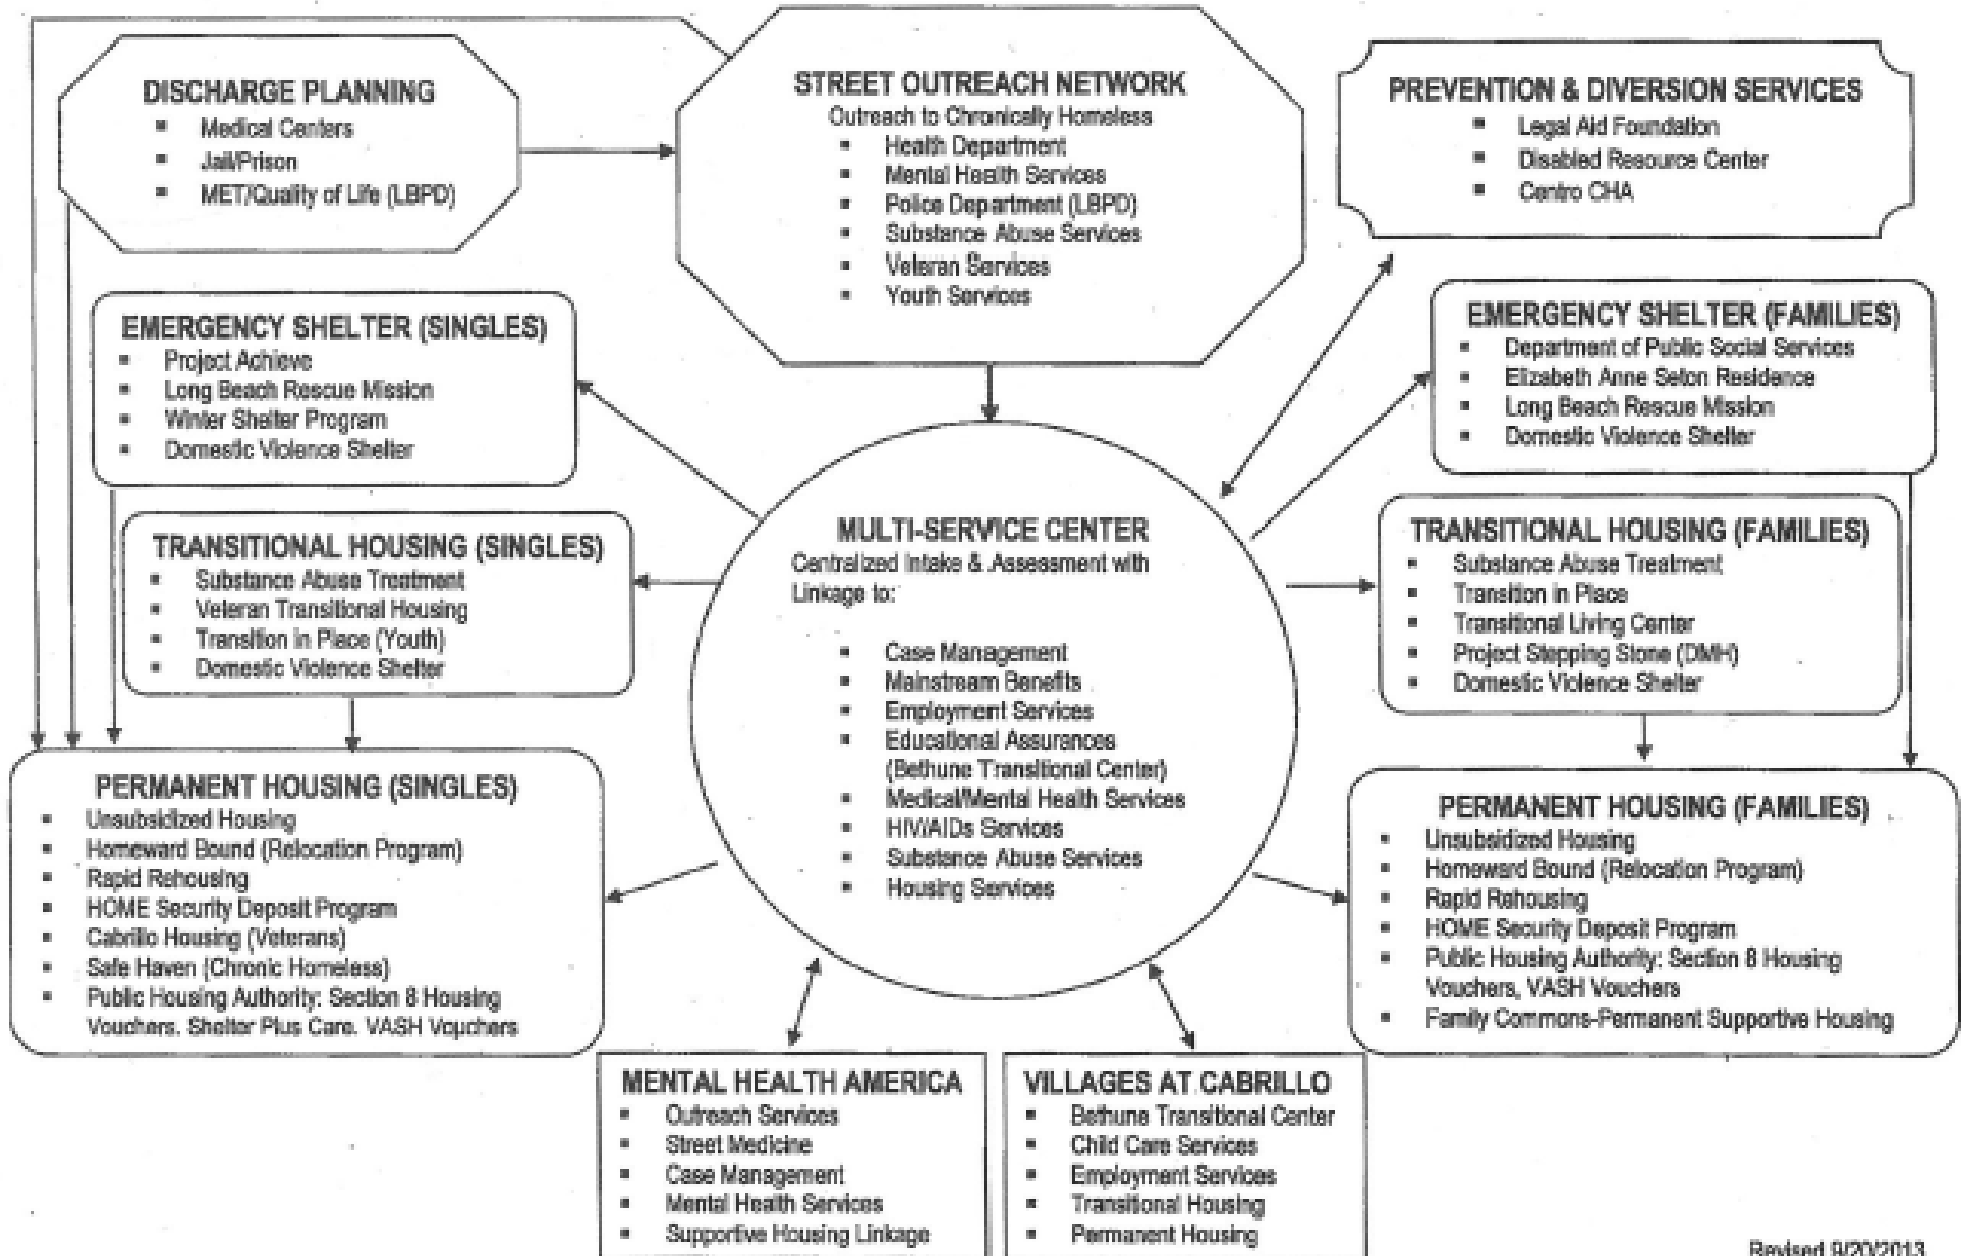 DISCHARGE PLANNING
▪ Medical Centers
▪ Jail/Prison
▪ MET/Quality of Life (LBPD)
STREET OUTREACH NETWORK
Outreach to Chronically Homeless
▪ Health Department
▪ Mental Health Services
▪ Police Department (LBPD)
▪ Substance Abuse Services
▪ Veteran Services
▪ Youth Services
PREVENTION & DIVERSION SERVICES
▪ Legal Aid Foundation
▪ Disabled Resource Center
▪ Centro CHA
EMERGENCY SHELTER (SINGLES)
▪ Project Achieve
▪ Long Beach Rescue Mission
▪ Winter Shelter Program
▪ Domestic Violence Shelter
EMERGENCY SHELTER (FAMILIES)
▪ Department of Public Social Services
▪ Elizabeth Anne Seton Residence
▪ Long Beach Rescue Mission
▪ Domestic Violence Shelter
TRANSITIONAL HOUSING (SINGLES)
▪ Substance Abuse Treatment
▪ Veteran Transitional Housing
▪ Transition in Place (Youth)
▪ Domestic Violence Shelter
MULTI-SERVICE CENTER
Centralized Intake & Assessment with
Linkage to:
▪ Case Management
▪ Mainstream Benefits
▪ Employment Services
▪ Educational Assurances
(Bethune Transitional Center)
▪ Medical/Mental Health Services
▪ HIV/AIDs Services
▪ Substance Abuse Services
▪ Housing Services
TRANSITIONAL HOUSING (FAMILIES)
▪ Substance Abuse Treatment
▪ Transition in Place
▪ Transitional Living Center
▪ Project Stepping Stone (DMH)
▪ Domestic Violence Shelter
PERMANENT HOUSING (SINGLES)
▪ Unsubsidized Housing
▪ Homeward Bound (Relocation Program)
▪ Rapid Rehousing
▪ HOME Security Deposit Program
▪ Cabrillo Housing (Veterans)
▪ Safe Haven (Chronic Homeless)
▪ Public Housing Authority: Section 8 Housing
Vouchers, Shelter Plus Care, VASH Vouchers
PERMANENT HOUSING (FAMILIES)
▪ Unsubsidized Housing
▪ Homeward Bound (Relocation Program)
▪ Rapid Rehousing
▪ HOME Security Deposit Program
▪ Public Housing Authority: Section 8 Housing
Vouchers, VASH Vouchers
▪ Family Commons-Permanent Supportive Housing
MENTAL HEALTH AMERICA
▪ Outreach Services
▪ Street Medicine
▪ Case Management
▪ Mental Health Services
▪ Supportive Housing Linkage
VILLAGES AT CABRILLO
▪ Bethune Transitional Center
▪ Child Care Services
▪ Employment Services
▪ Transitional Housing
▪ Permanent Housing
Revised 9/20/2013